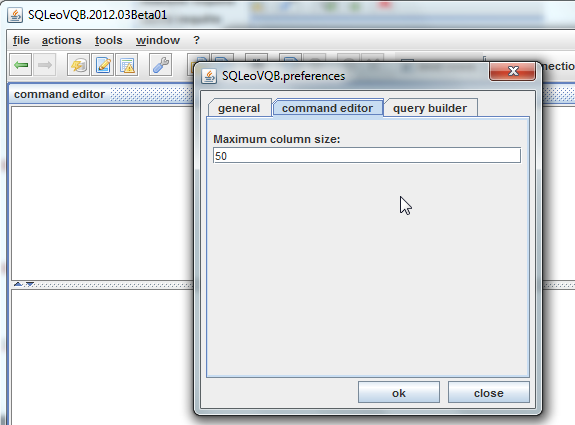 SQLeoVQB.2012.03Beta01
file actions tools window ?
command editor
SQLeoVQB.preferences
general command editor query builder
Maximum column size:
50
ok close